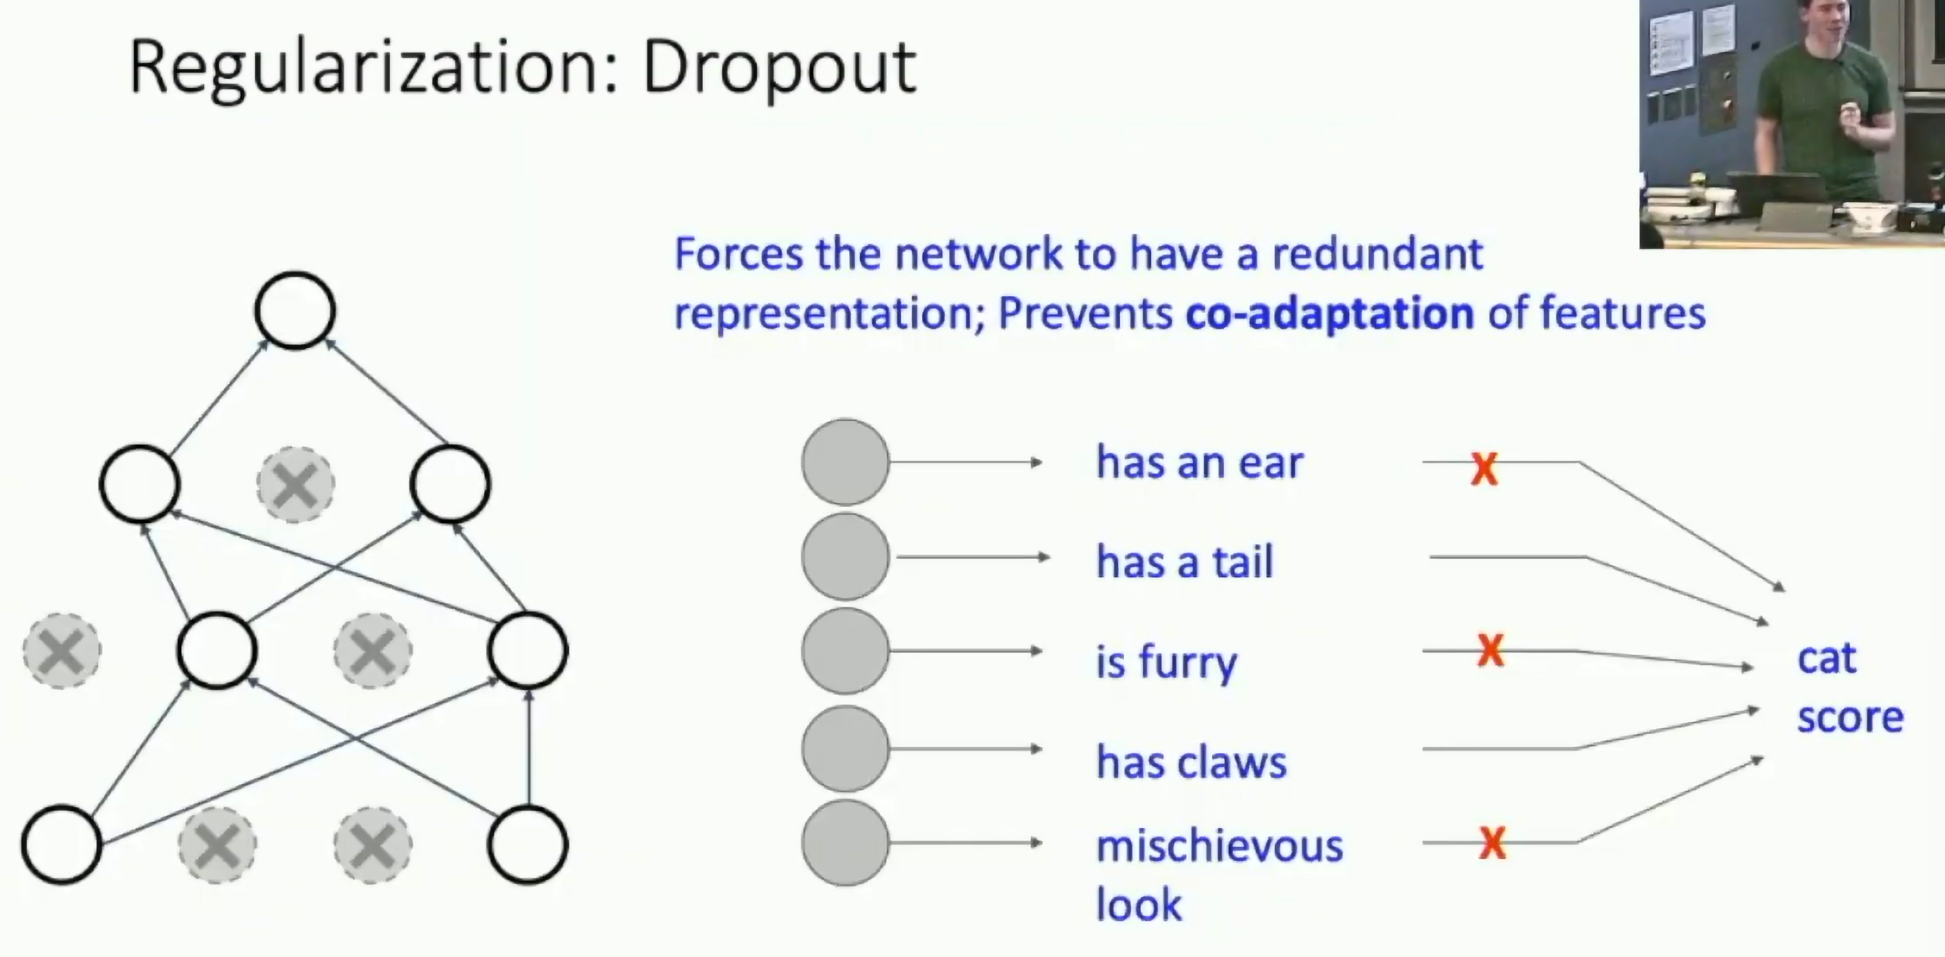 Regularization: Dropout
Forces the network to have a redundant
representation; Prevents co-adaptation of features
has an ear
X
has a tail
is furry
X
cat
score
has claws
mischievous
look
X